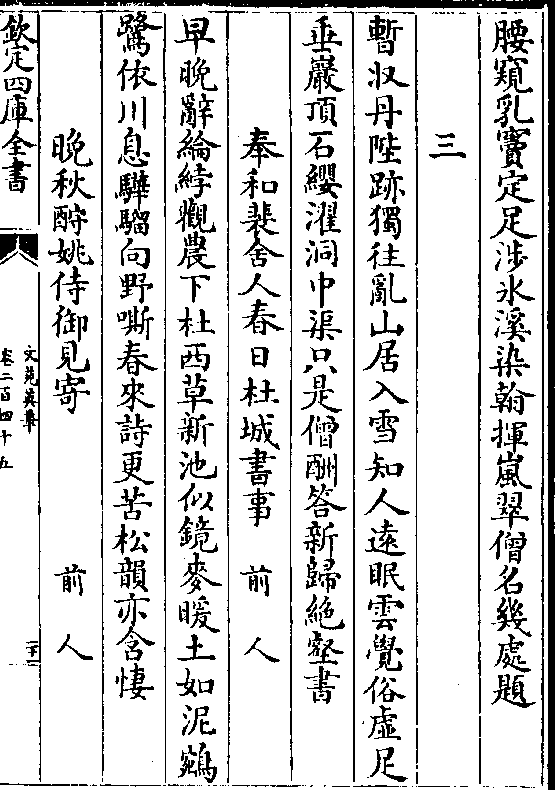 腰窺乳竇定足涉氷溪染翰揮嵐翠僧名幾處題
三
暫收丹陛跡獨往亂山居入雪知人遠眠雲覺俗虛足
垂巖頂石纓濯洞中渠只是僧酬答新歸絶壑書
奉和裴舍人春日杜城書事 前人
早晚辭綸綍觀農下杜西草新池似鏡麥暖土如泥鵷
鷺依川息驊騮向野嘶春來詩更苦松韻亦含悽
晚秋酧姚侍御見寄 前人
欽定四庫全書
文苑英華
卷二百四十五